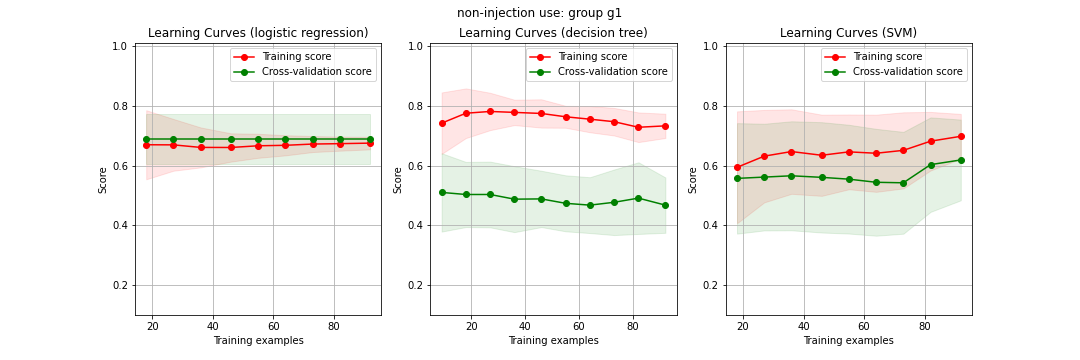 non-injection use: group g1
Learning Curves (logistic regression)
Training score
Cross-validation score
1.0
0.8
0.6
0.4
0.2
Score
20
40
60
80
Training examples
Learning Curves (decision tree)
Training score
Cross-validation score
1.0
0.8
0.6
0.4
0.2
Score
20
40
60
80
Training examples
Learning Curves (SVM)
Training score
Cross-validation score
1.0
0.8
0.6
0.4
0.2
Score
20
40
60
80
Training examples